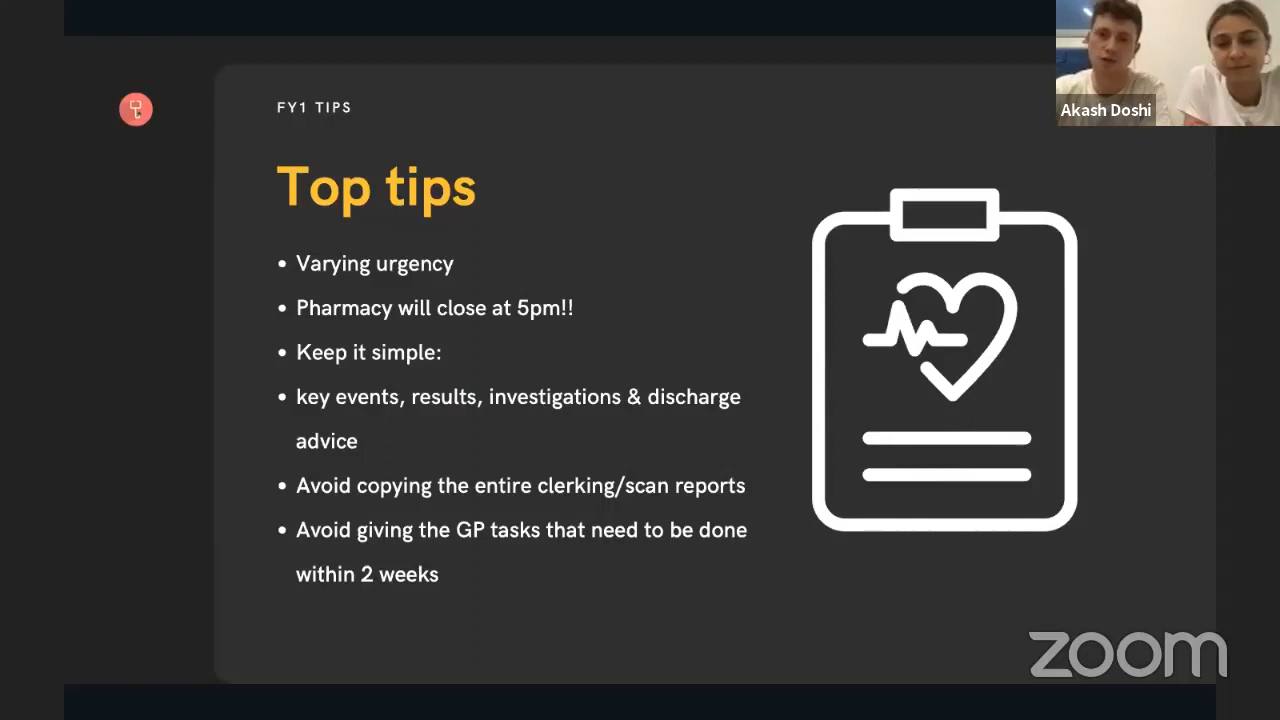 Akash Doshi
FY1 TIPS
Top tips
• Varying urgency
• Pharmacy will close at 5pm!!
• Keep it simple:
• key events, results, investigations & discharge
advice
• Avoid copying the entire clerking/scan reports
• Avoid giving the GP tasks that need to be done
within 2 weeks
zoom